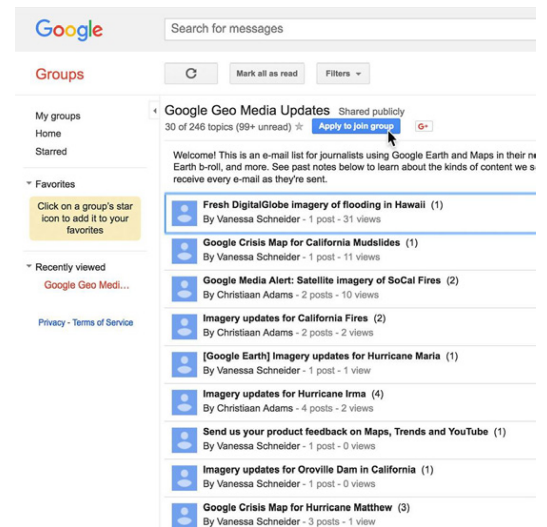 Google
Search for messages
Groups
Mark all as read
Filters
My groups
Home
Starred
Favorites
Click on a group's star
icon to add it to your
favorites
Recently viewed
Google Geo Medi...
Privacy - Terms of Service
Google Geo Media Updates Shared publicly
30 of 246 topics (99+ unread)
Apply to join group
G+
Welcome! This is an e-mail list for journalists using Google Earth and Maps in their
Earth b-roll, and more. See past notes below to learn about the kinds of content we
receive every e-mail as they're sent.
Fresh DigitalGlobe imagery of flooding in Hawaii (1)
By Vanessa Schneider - 1 post - 31 views
Google Crisis Map for California Mudslides (1)
By Vanessa Schneider - 1 post - 11 views
Google Media Alert: Satellite imagery of SoCal Fires (2)
By Christiaan Adams - 2 posts - 10 views
Imagery updates for California Fires (2)
By Christiaan Adams - 2 posts - 2 views
[Google Earth] Imagery updates for Hurricane Maria (1)
By Vanessa Schneider - 1 post - 1 view
Imagery updates for Hurricane Irma (4)
By Christiaan Adams - 4 posts - 2 views
Send us your product feedback on Maps, Trends and YouTube (1)
By Vanessa Schneider - 1 post - 0 views
Imagery updates for Oroville Dam in California (1)
By Vanessa Schneider - 1 post - 0 views
Google Crisis Map for Hurricane Matthew (3)
By Vanessa Schneider - 3 posts - 1 view